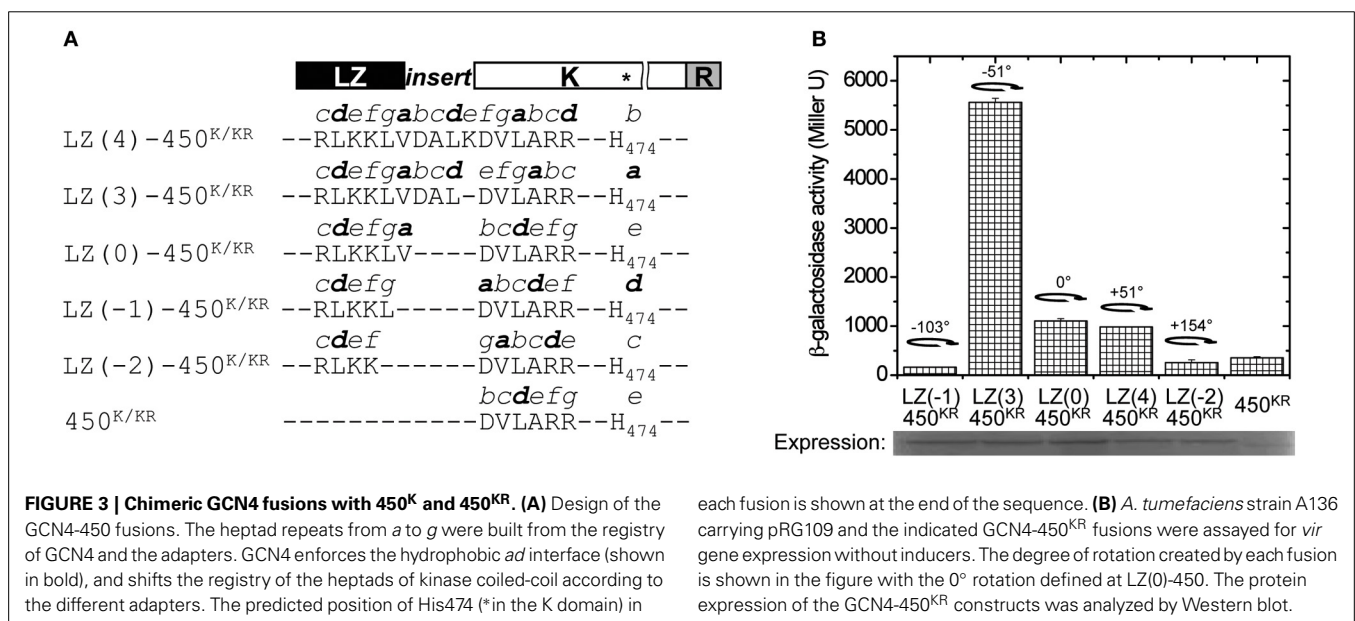 A
LZ insert K * R
cdefgabcdefgabcd b
LZ(4)-450K/KR --RLKKLVDALKDVLARR--H474--
cdefgabcd efgabc a
LZ(3)-450K/KR --RLKKLVDAL-DVLARR--H474--
cdefga bcdefg e
LZ(0)-450K/KR --RLKKLV----DVLARR--H474--
cdefg abcdef d
LZ(-1)-450K/KR --RLKKL-----DVLARR--H474--
cdef gabcde c
LZ(-2)-450K/KR --RLKK------DVLARR--H474--
bcdefg e
450K/KR ------------DVLARR--H474--
B
β-galactosidase activity (Miller U)
6000
5000
4000
3000
2000
1000
0
-103°
-51°
0°
+51°
+154°
LZ(-1) LZ(3) LZ(0) LZ(4) LZ(-2) 450KR
450KR 450KR 450KR 450KR 450KR
Expression:
FIGURE 3 | Chimeric GCN4 fusions with 450K and 450KR. (A) Design of the
GCN4-450 fusions. The heptad repeats from a to g were built from the registry
of GCN4 and the adapters. GCN4 enforces the hydrophobic ad interface (shown
in bold), and shifts the registry of the heptads of kinase coiled-coil according to
the different adapters. The predicted position of His474 (*in the K domain) in
each fusion is shown at the end of the sequence. (B) A. tumefaciens strain A136
carrying pRG109 and the indicated GCN4-450KR fusions were assayed for vir
gene expression without inducers. The degree of rotation created by each fusion
is shown in the figure with the 0° rotation defined at LZ(0)-450. The protein
expression of the GCN4-450KR constructs was analyzed by Western blot.